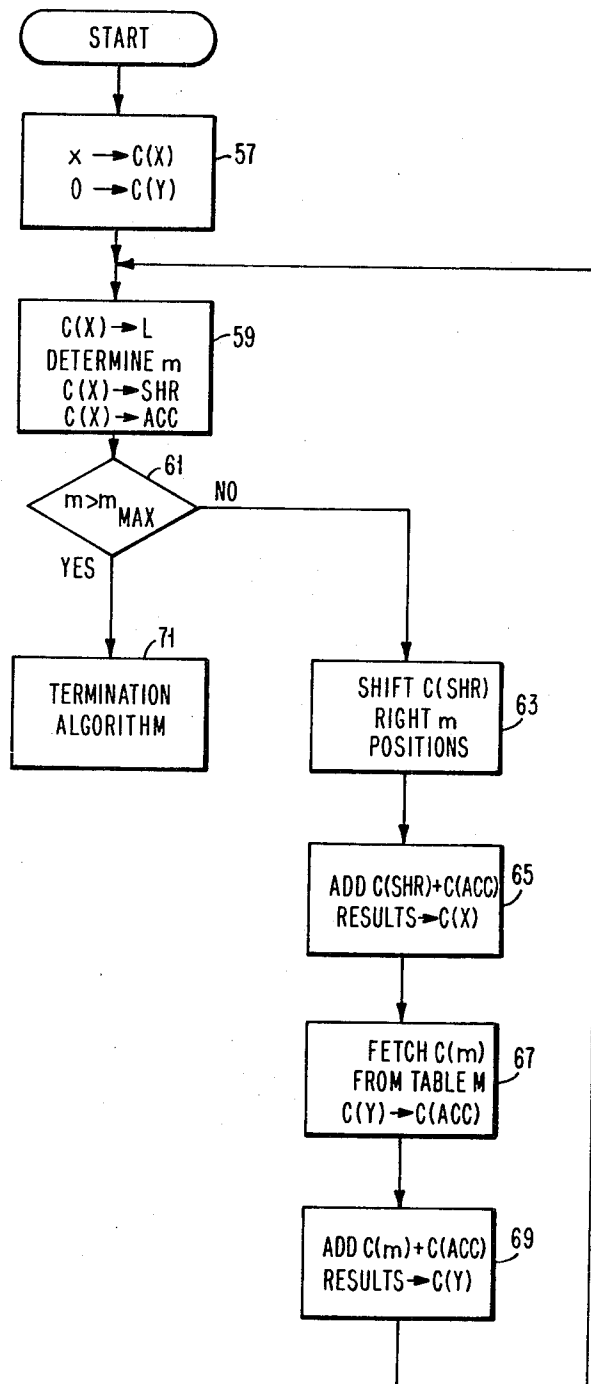 START
x → C(X)
0 → C(Y)
57
C(X) → L
DETERMINE m
C(X) → SHR
C(X) → ACC
59
m>mMAX
61
NO
YES
71
TERMINATION
ALGORITHM
SHIFT C(SHR)
RIGHT m
POSITIONS
63
ADD C(SHR)+C(ACC)
RESULTS → C(X)
65
FETCH C(m)
FROM TABLE M
C(Y) → C(ACC)
67
ADD C(m)+C(ACC)
RESULTS → C(Y)
69